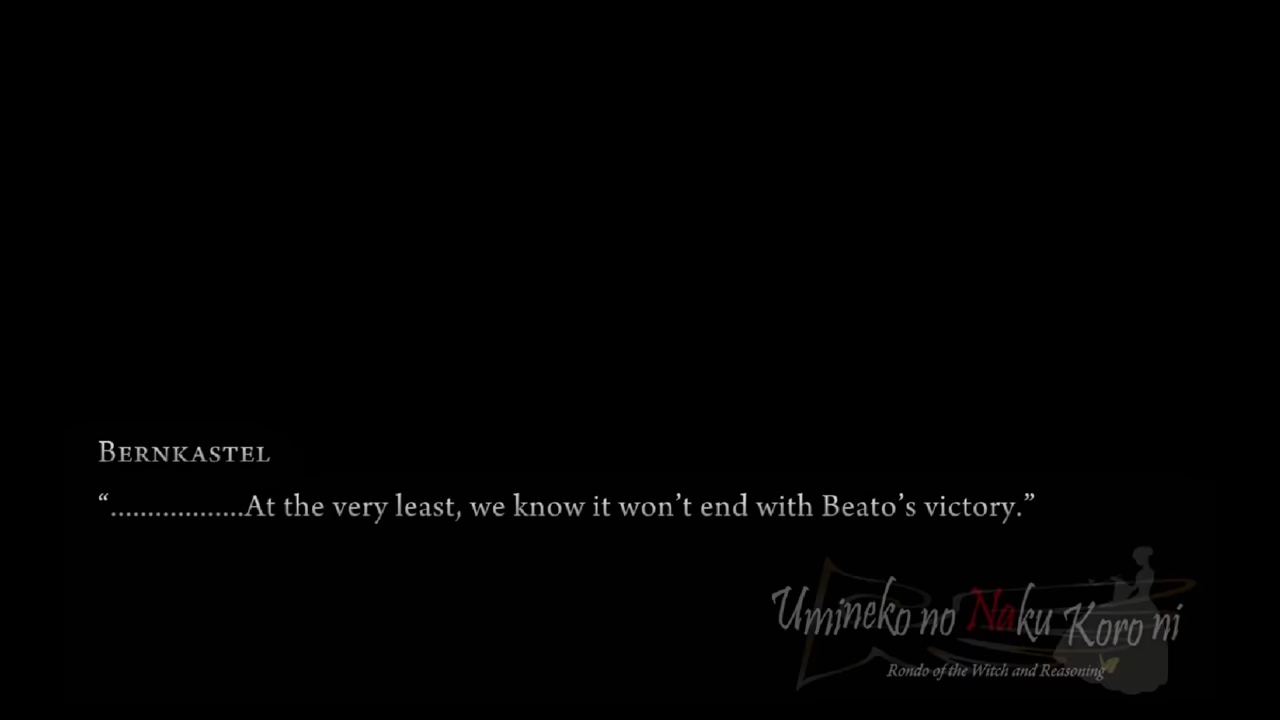 BERNKASTEL
“..................At the very least, we know it won’t end with Beato’s victory.”
Umineko no Naku Koro ni
Rondo of the Witch and Reasoning